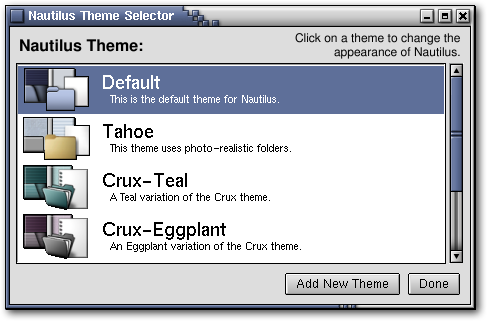 Nautilus Theme Selector
Nautilus Theme:
Click on a theme to change the
appearance of Nautilus.
Default
This is the default theme for Nautilus.
Tahoe
This theme uses photo-realistic folders.
Crux-Teal
A Teal variation of the Crux theme.
Crux-Eggplant
An Eggplant variation of the Crux theme.
Add New Theme
Done